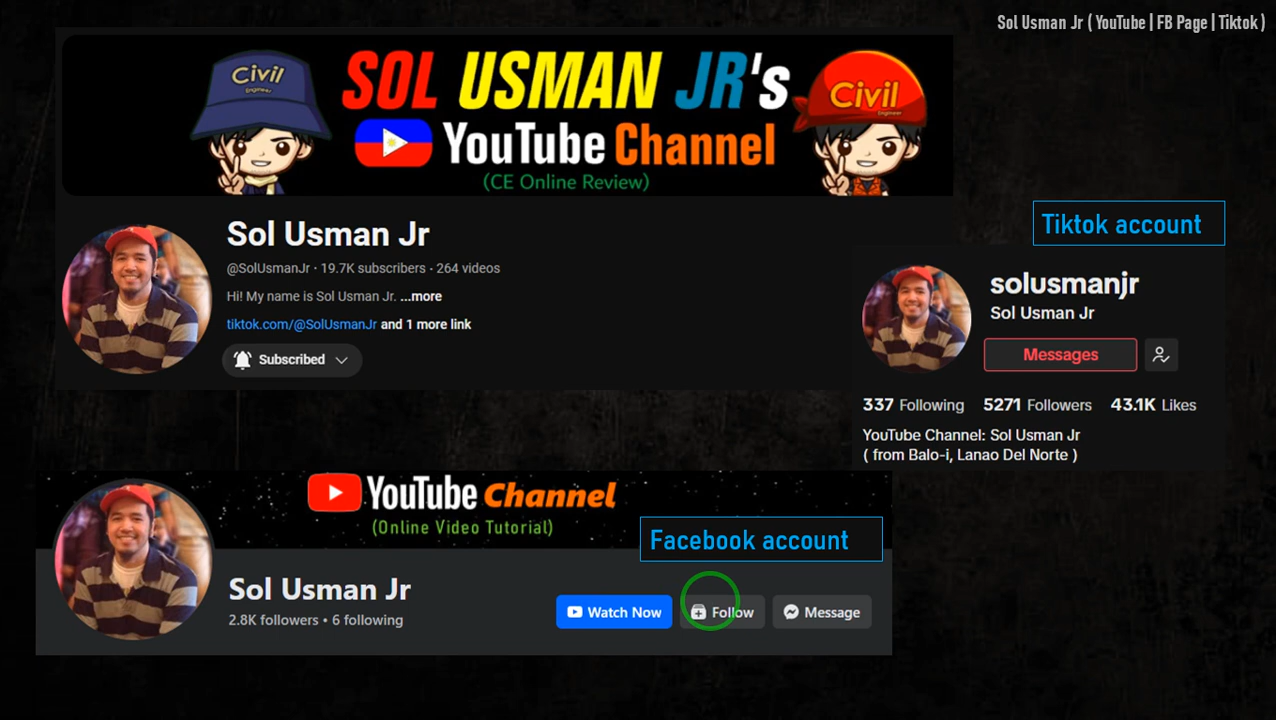 Sol Usman Jr ( YouTube | FB Page | Tiktok )
Civil
Engineer
SOL USMAN JR's
YouTube Channel
(CE Online Review)
Civil
Engineer
Sol Usman Jr
@SolUsmanJr · 19.7K subscribers · 264 videos
Hi! My name is Sol Usman Jr. ...more
tiktok.com/@SolUsmanJr and 1 more link
Subscribed
Tiktok account
solusmanjr
Sol Usman Jr
Messages
337 Following 5271 Followers 43.1K Likes
YouTube Channel: Sol Usman Jr
( from Balo-i, Lanao Del Norte )
YouTube Channel
(Online Video Tutorial)
Facebook account
Sol Usman Jr
2.8K followers • 6 following
Watch Now
Follow
Message